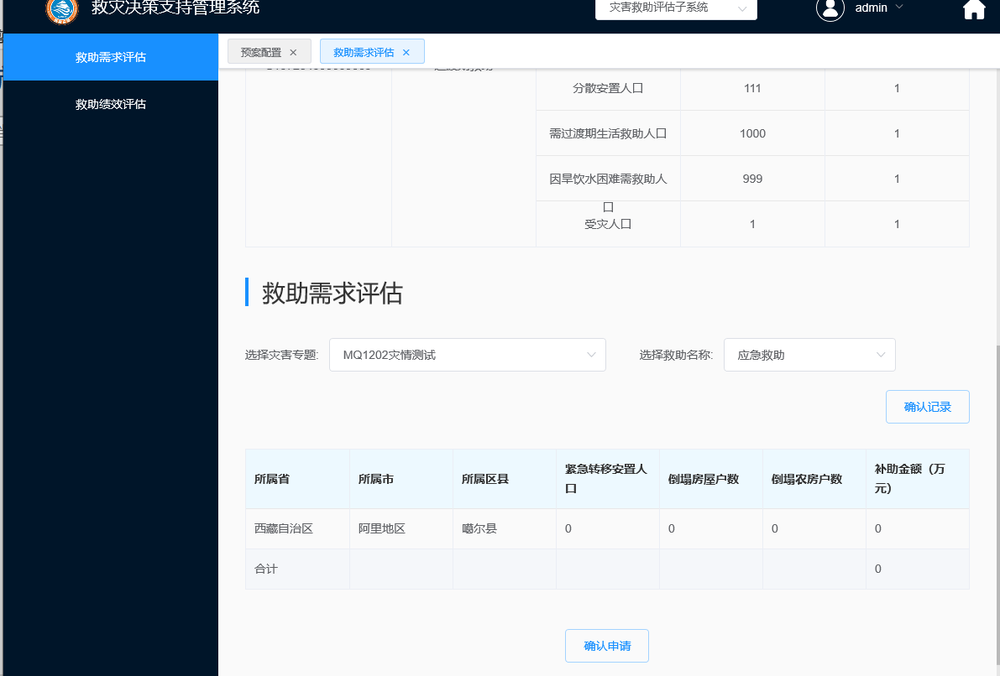 救灾决策支持管理系统
灾害救助评估子系统
admin
救助需求评估
救助绩效评估
预案配置 ×
救助需求评估 ×
分散安置人口 111 1
需过渡期生活救助人口 1000 1
因旱饮水困难需救助人口 999 1
受灾人口 1 1
救助需求评估
选择灾害专题: MQ1202灾情测试 选择救助名称: 应急救助
确认记录
所属省 所属市 所属区县 紧急转移安置人口 倒塌房屋户数 倒塌农房户数 补助金额（万元）
西藏自治区 阿里地区 噶尔县 0 0 0 0
合计 0
确认申请